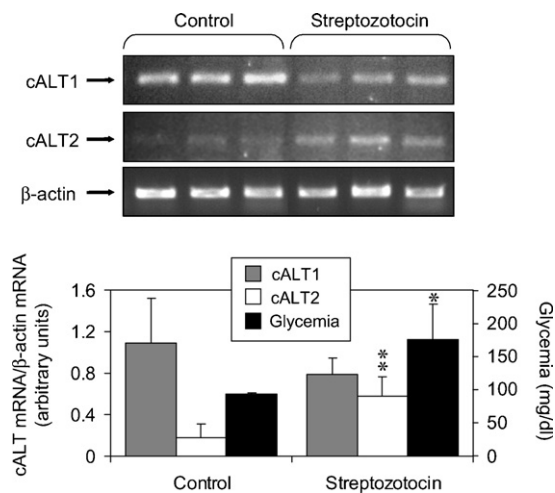 Control Streptozotocin
cALT1
cALT2
β-actin
cALT1
cALT2
Glycemia
cALT mRNA/β-actin mRNA
(arbitrary units)
1.6
1.2
0.8
0.4
0
250
200
150
100
50
0
Glycemia (mg/dl)
**
*
Control Streptozotocin